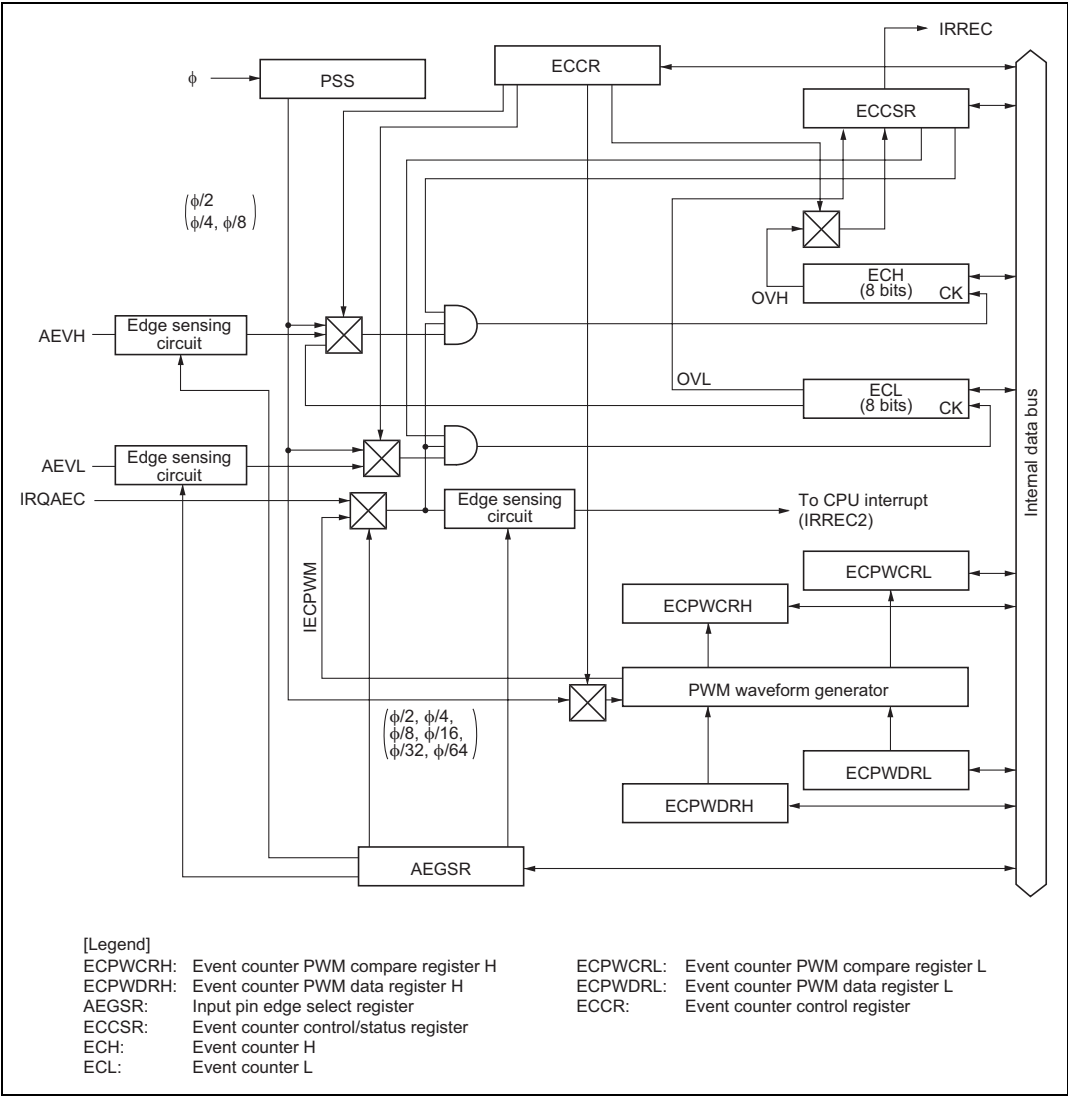 IRREC
ECCR
ϕ
PSS
ECCSR
(ϕ/2
ϕ/4, ϕ/8)
ECH
(8 bits)
CK
OVH
AEVH
Edge sensing
circuit
OVL
ECL
(8 bits)
CK
Internal data bus
AEVL
Edge sensing
circuit
IRQAEC
Edge sensing
circuit
To CPU interrupt
(IRREC2)
IECPWM
ECPWCRL
ECPWCRH
PWM waveform generator
(ϕ/2, ϕ/4,
ϕ/8, ϕ/16,
ϕ/32, ϕ/64)
ECPWDRL
ECPWDRH
AEGSR
[Legend]
ECPWCRH: Event counter PWM compare register H
ECPWDRH: Event counter PWM data register H
AEGSR: Input pin edge select register
ECCSR: Event counter control/status register
ECH: Event counter H
ECL: Event counter L
ECPWCRL: Event counter PWM compare register L
ECPWDRL: Event counter PWM data register L
ECCR: Event counter control register